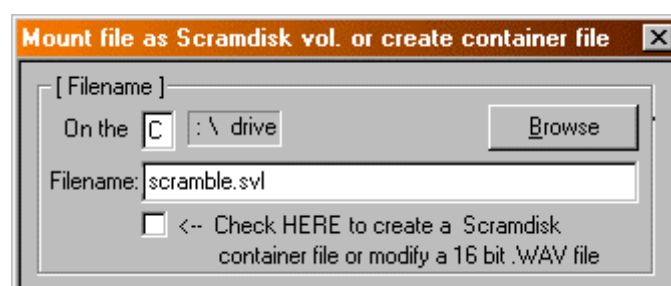 Mount file as Scramdisk vol. or create container file
[ Filename ]
On the C : \ drive Browse
Filename: scramble.svl
<-- Check HERE to create a Scramdisk
container file or modify a 16 bit .WAV file